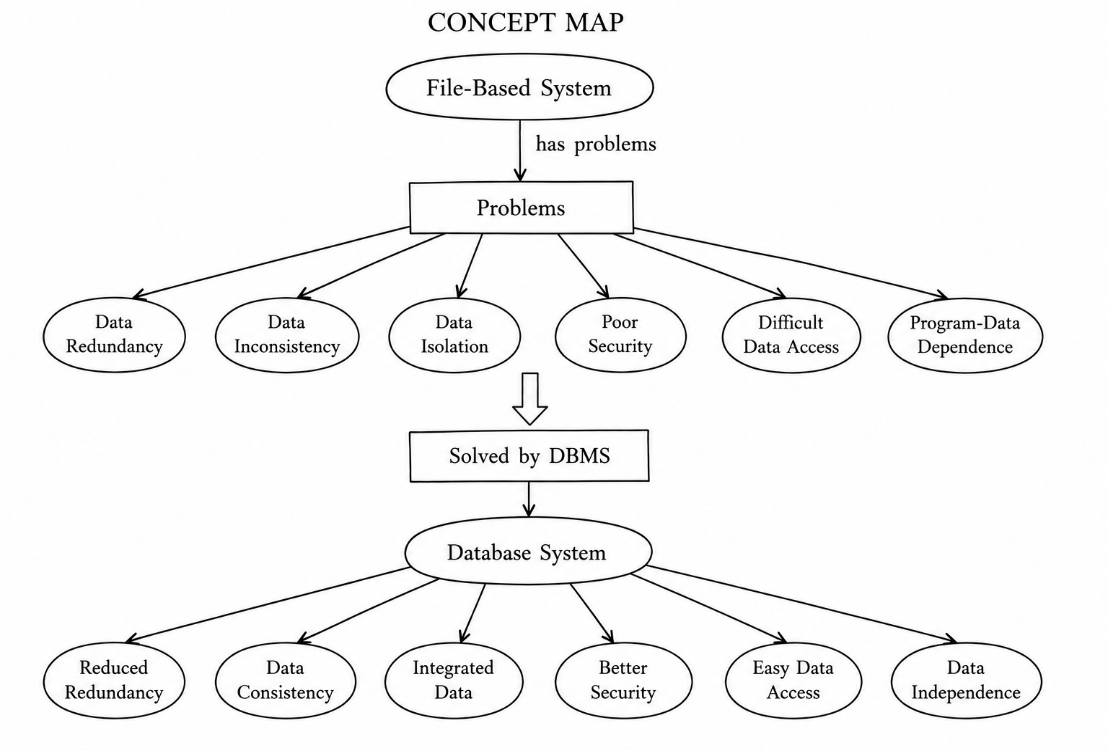 CONCEPT MAP
File-Based System
has problems
Problems
Data
Redundancy
Data
Inconsistency
Data
Isolation
Poor
Security
Difficult
Data Access
Program-Data
Dependence
Solved by DBMS
Database System
Reduced
Redundancy
Data
Consistency
Integrated
Data
Better
Security
Easy Data
Access
Data
Independence